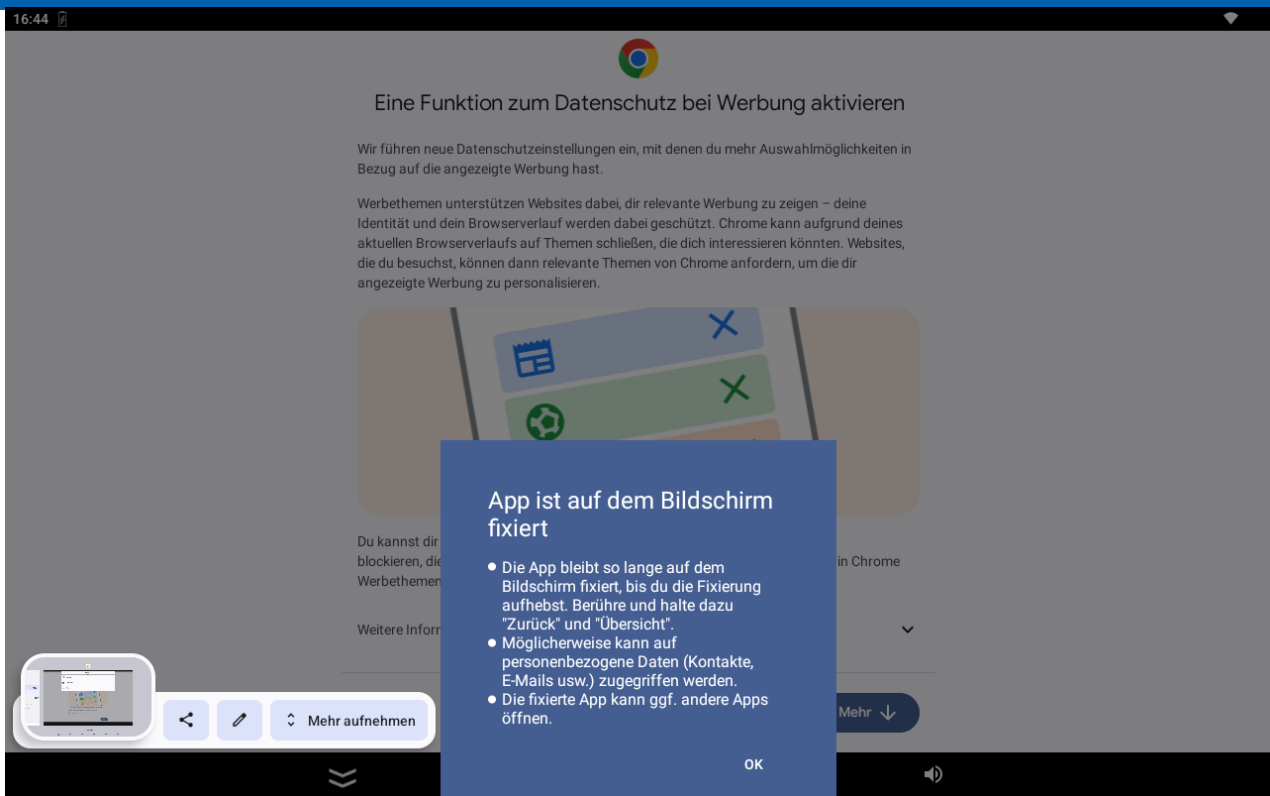 16:44
Eine Funktion zum Datenschutz bei Werbung aktivieren
Wir führen neue Datenschutzeinstellungen ein, mit denen du mehr Auswahlmöglichkeiten in
Bezug auf die angezeigte Werbung hast.
Werbethemen unterstützen Websites dabei, dir relevante Werbung zu zeigen – deine
Identität und dein Browserverlauf werden dabei geschützt. Chrome kann aufgrund deines
aktuellen Browserverlaufs auf Themen schließen, die dich interessieren könnten. Websites,
die du besuchst, können dann relevante Themen von Chrome anfordern, um die dir
angezeigte Werbung zu personalisieren.
Du kannst dir
blockieren, die in Chrome
Werbethemen
Weitere Inform
App ist auf dem Bildschirm
fixiert
Die App bleibt so lange auf dem
Bildschirm fixiert, bis du die Fixierung
aufhebst. Berühre und halte dazu
"Zurück" und "Übersicht".
Möglicherweise kann auf
personenbezogene Daten (Kontakte,
E-Mails usw.) zugegriffen werden.
Die fixierte App kann ggf. andere Apps
öffnen.
OK
Mehr
Mehr aufnehmen